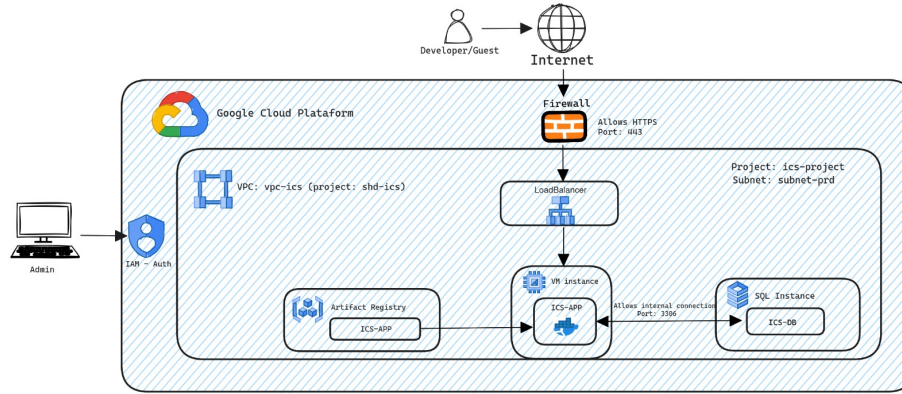 Developer/Guest
Internet
Google Cloud Plataform
Firewall
Allows HTTPS
Port: 443
VPC: vpc-ics (project: shd-ics)
Project: ics-project
Subnet: subnet-prd
LoadBalancer
Admin
IAM - Auth
Artifact Registry
ICS-APP
VM instance
ICS-APP
Allows internal connection
Port: 3306
SQL Instance
ICS-DB